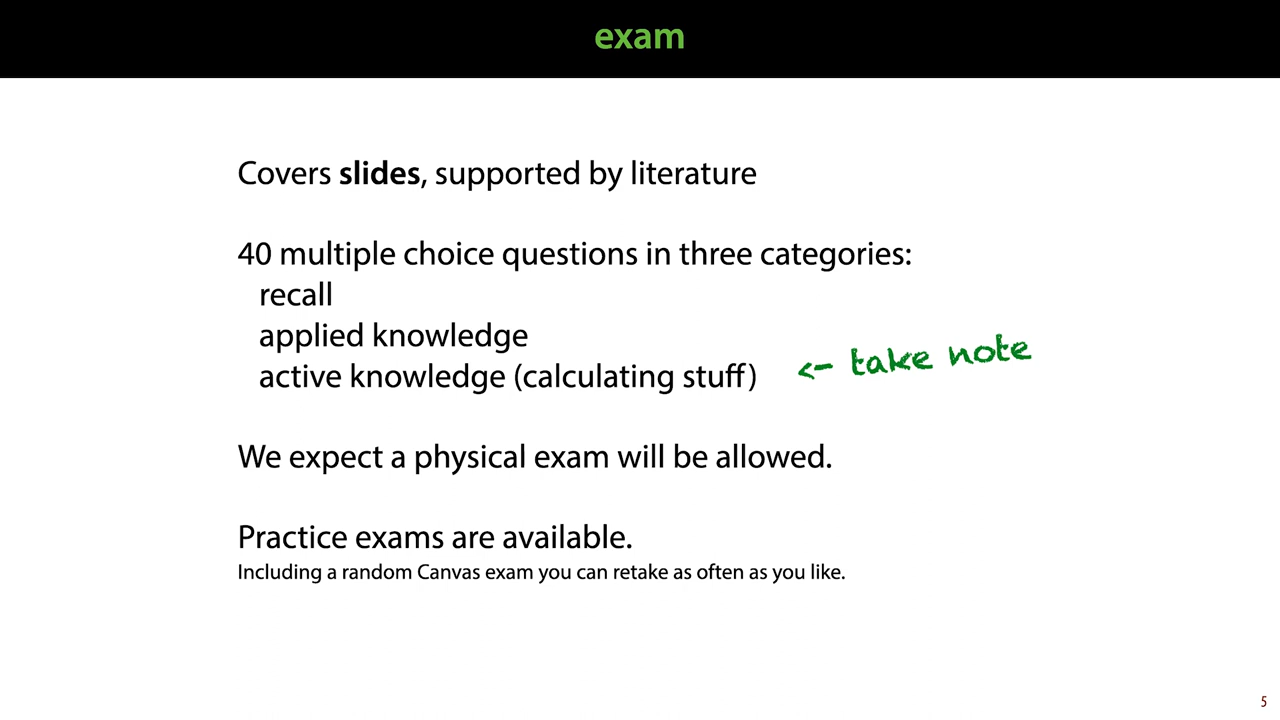 exam
Covers slides, supported by literature
40 multiple choice questions in three categories:
recall
applied knowledge
active knowledge (calculating stuff) <- take note
We expect a physical exam will be allowed.
Practice exams are available.
Including a random Canvas exam you can retake as often as you like.
5